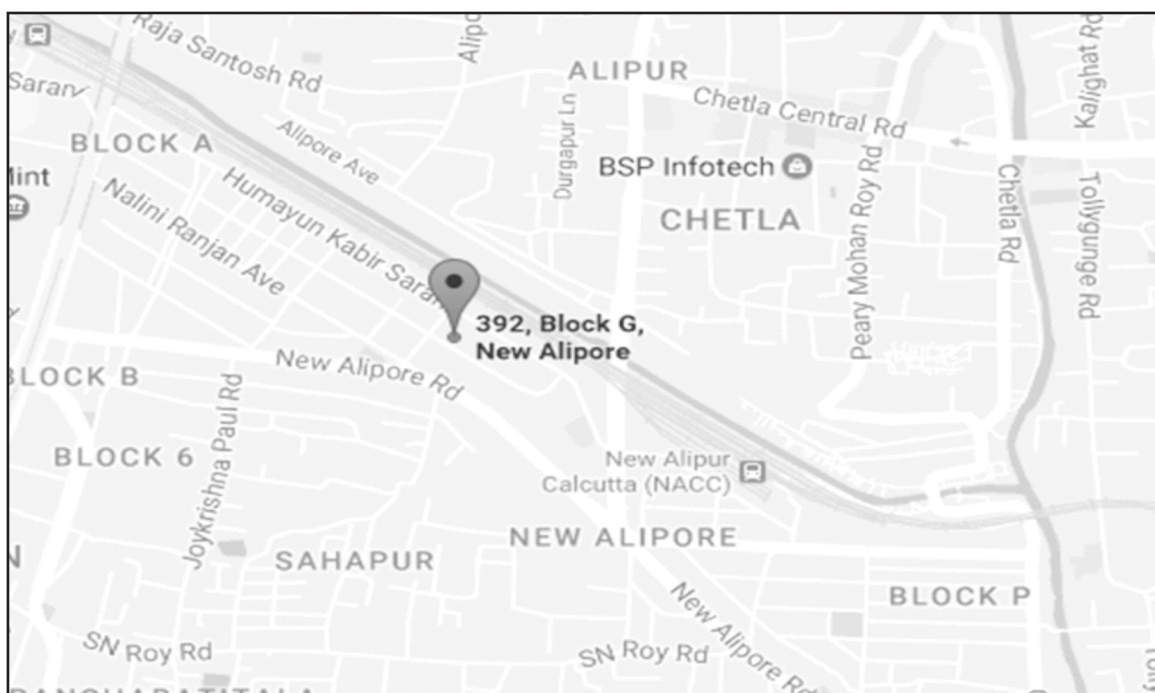 Raja Santosh Rd
Alipo
ALIPUR
Kalighat Rd
Saran
Chetla Central Rd
BLOCK A
Alipore Ave
Durgapur Ln
BSP Infotech
Mint
Humayun Kabir Saran
CHETLA
Peary Mohan Roy Rd
Chetla Rd
Tollygunge Rd
Nalini Ranjan Ave
392, Block G,
New Alipore
New Alipore Rd
BLOCK B
Joykrishna Paul Rd
BLOCK 6
New Alipur
Calcutta (NACC)
NEW ALIPORE
N
SAHAPUR
BLOCK P
New Alipore Rd
SN Roy Rd
SN Roy Rd